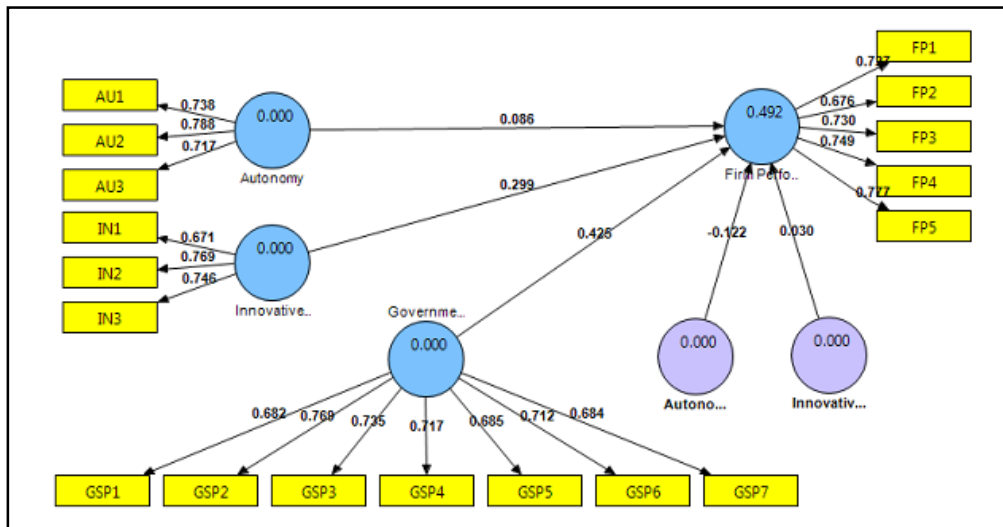 FP1
AU1
0.738
0.000
0.492
0.676
FP2
AU2
0.788
0.086
0.730
FP3
0.717
0.749
AU3
Autonomy
Firm Perfo..
FP4
0.299
0.777
IN1
0.671
0.000
FP5
0.769
0.425
-0.122
0.030
IN2
0.746
IN3
Innovative..
Governme..
0.000
0.000
0.000
Autono...
Innovativ...
0.682
0.769
0.735
0.717
0.685
0.712
0.684
GSP1
GSP2
GSP3
GSP4
GSP5
GSP6
GSP7